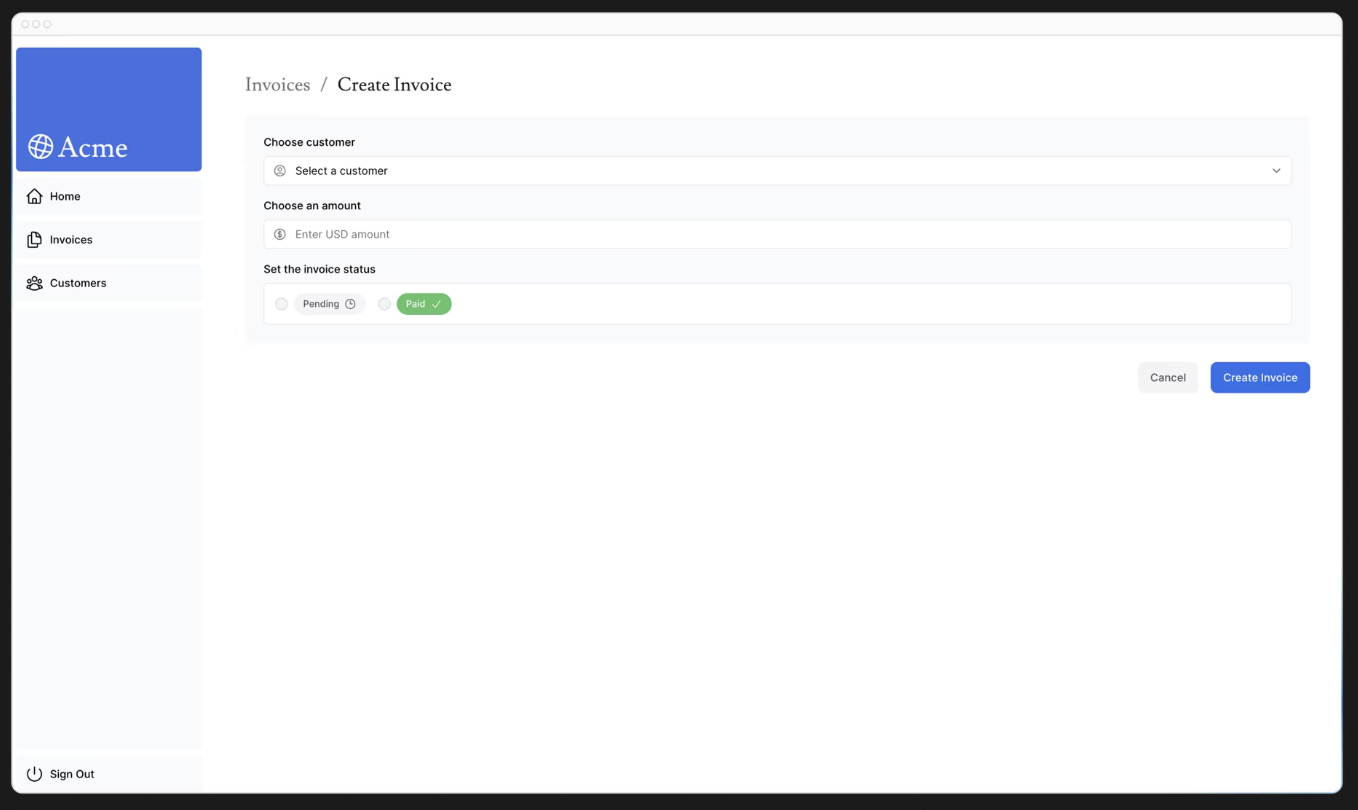 Acme
Home
Invoices
Customers
Sign Out
Invoices / Create Invoice
Choose customer
Select a customer
Choose an amount
Enter USD amount
Set the invoice status
Pending Paid
Cancel Create Invoice